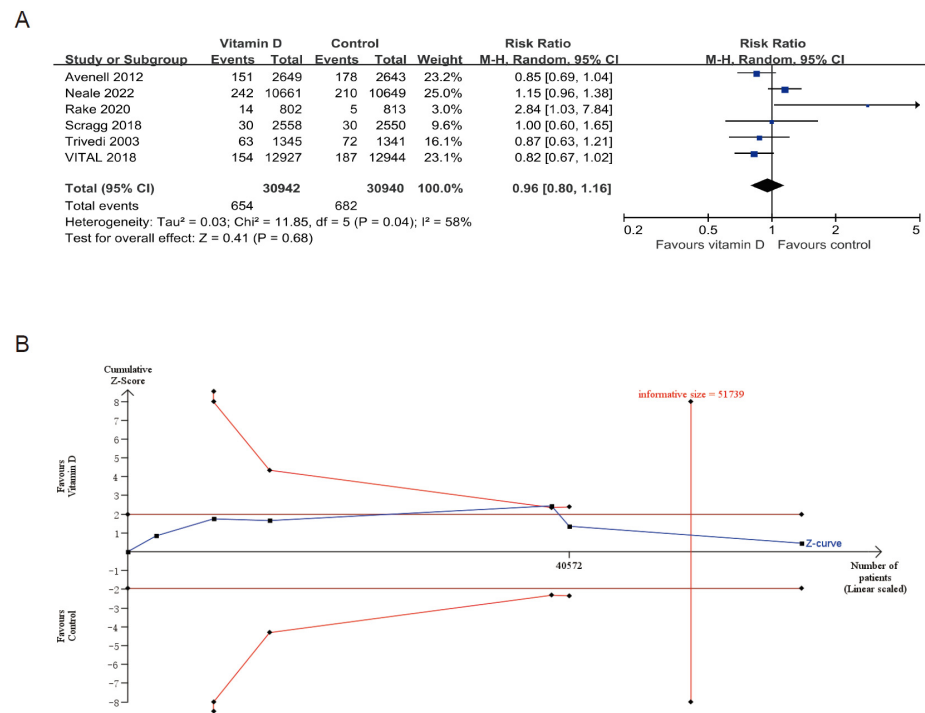 A
Vitamin D Control Risk Ratio Risk Ratio
Study or Subgroup Events Total Events Total Weight M-H. Random. 95% CI M-H. Random. 95% CI
Avenell 2012 151 2649 178 2643 23.2% 0.85 [0.69, 1.04]
Neale 2022 242 10661 210 10649 25.0% 1.15 [0.96, 1.38]
Rake 2020 14 802 5 813 3.0% 2.84 [1.03, 7.84]
Scragg 2018 30 2558 30 2550 9.6% 1.00 [0.60, 1.65]
Trivedi 2003 63 1345 72 1341 16.1% 0.87 [0.63, 1.21]
VITAL 2018 154 12927 187 12944 23.1% 0.82 [0.67, 1.02]
Total (95% CI) 30942 30940 100.0% 0.96 [0.80, 1.16]
Total events 654 682
Heterogeneity: Tau² = 0.03; Chi² = 11.85, df = 5 (P = 0.04); I² = 58%
Test for overall effect: Z = 0.41 (P = 0.68)
0.2 0.5 1 2 5
Favours vitamin D Favours control
B
Cumulative
Z-Score
informative size = 51739
8
7
6
5
4
3
2
1
-1
-2
-3
-4
-5
-6
-7
-8
Favours
Vitamin D
Favours
Control
Z-curve
40572
Number of
patients
(Linear scaled)